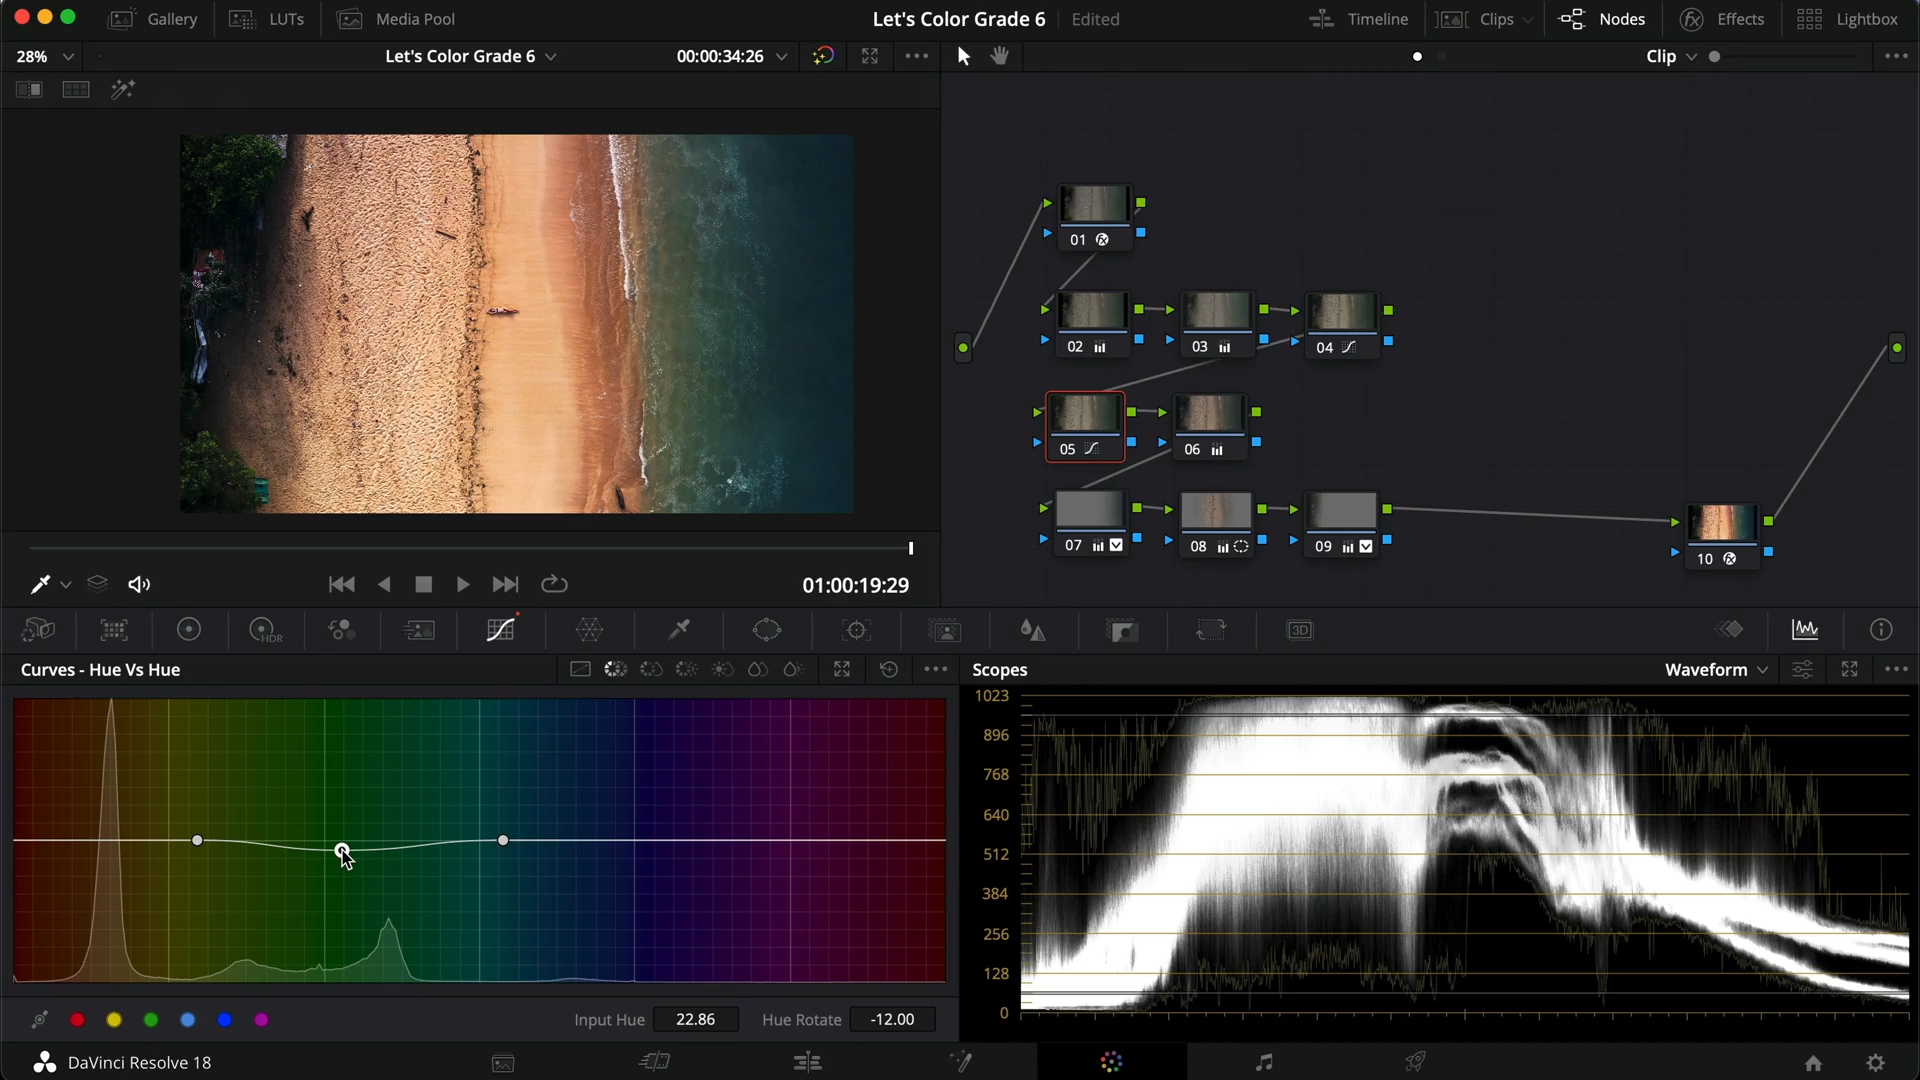 Gallery
LUTs
Media Pool
Let's Color Grade 6
Edited
Timeline
Clips
Nodes
Effects
Lightbox
28%
Let's Color Grade 6
00:00:34:26
Clip
01
02
03
04
05
06
07
08
09
10
01:00:19:29
HDR
3D
Curves - Hue Vs Hue
Scopes
Waveform
1023
896
768
640
512
384
256
128
0
Input Hue
22.86
Hue Rotate
-12.00
DaVinci Resolve 18